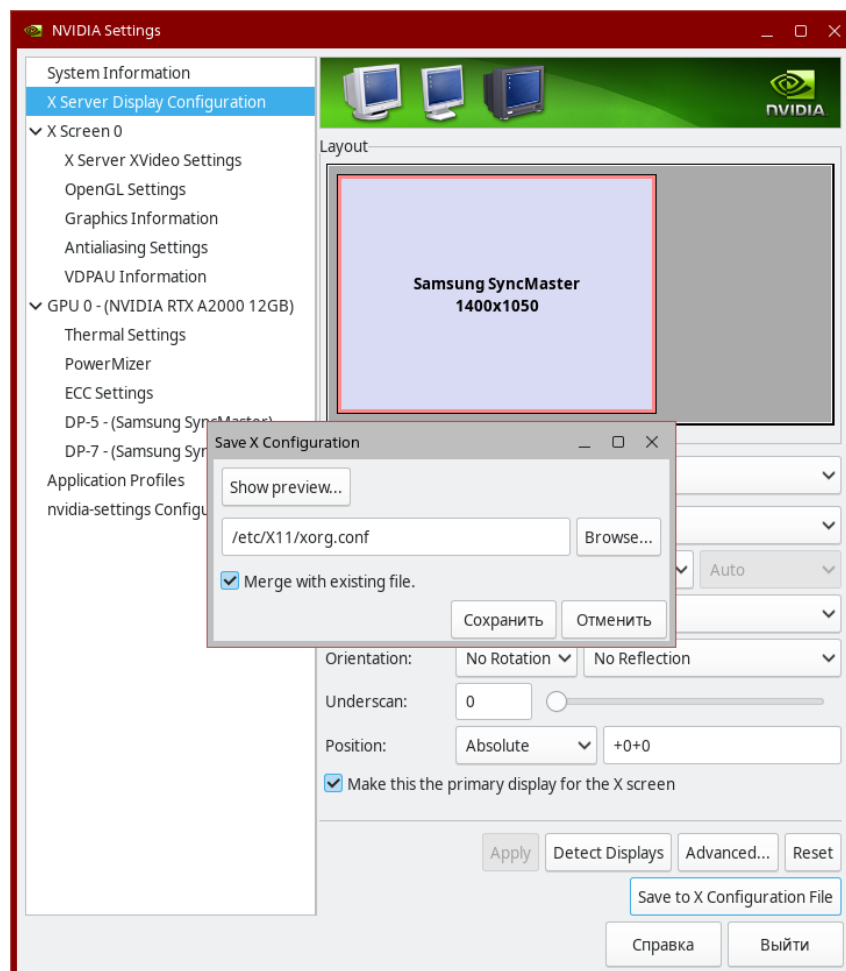 NVIDIA Settings
System Information
X Server Display Configuration
X Screen 0
X Server XVideo Settings
OpenGL Settings
Graphics Information
Antialiasing Settings
VDPAU Information
GPU 0 - (NVIDIA RTX A2000 12GB)
Thermal Settings
PowerMizer
ECC Settings
DP-5 - (Samsung SyncMaster)
DP-7 - (Samsung Syn
Application Profiles
nvidia-settings Configu
NVIDIA
Layout
Samsung SyncMaster
1400x1050
Save X Configuration
Show preview...
/etc/X11/xorg.conf
Browse...
Merge with existing file.
Сохранить
Отменить
Auto
Orientation:
No Rotation
No Reflection
Underscan:
0
Position:
Absolute
+0+0
Make this the primary display for the X screen
Apply
Detect Displays
Advanced...
Reset
Save to X Configuration File
Справка
Выйти